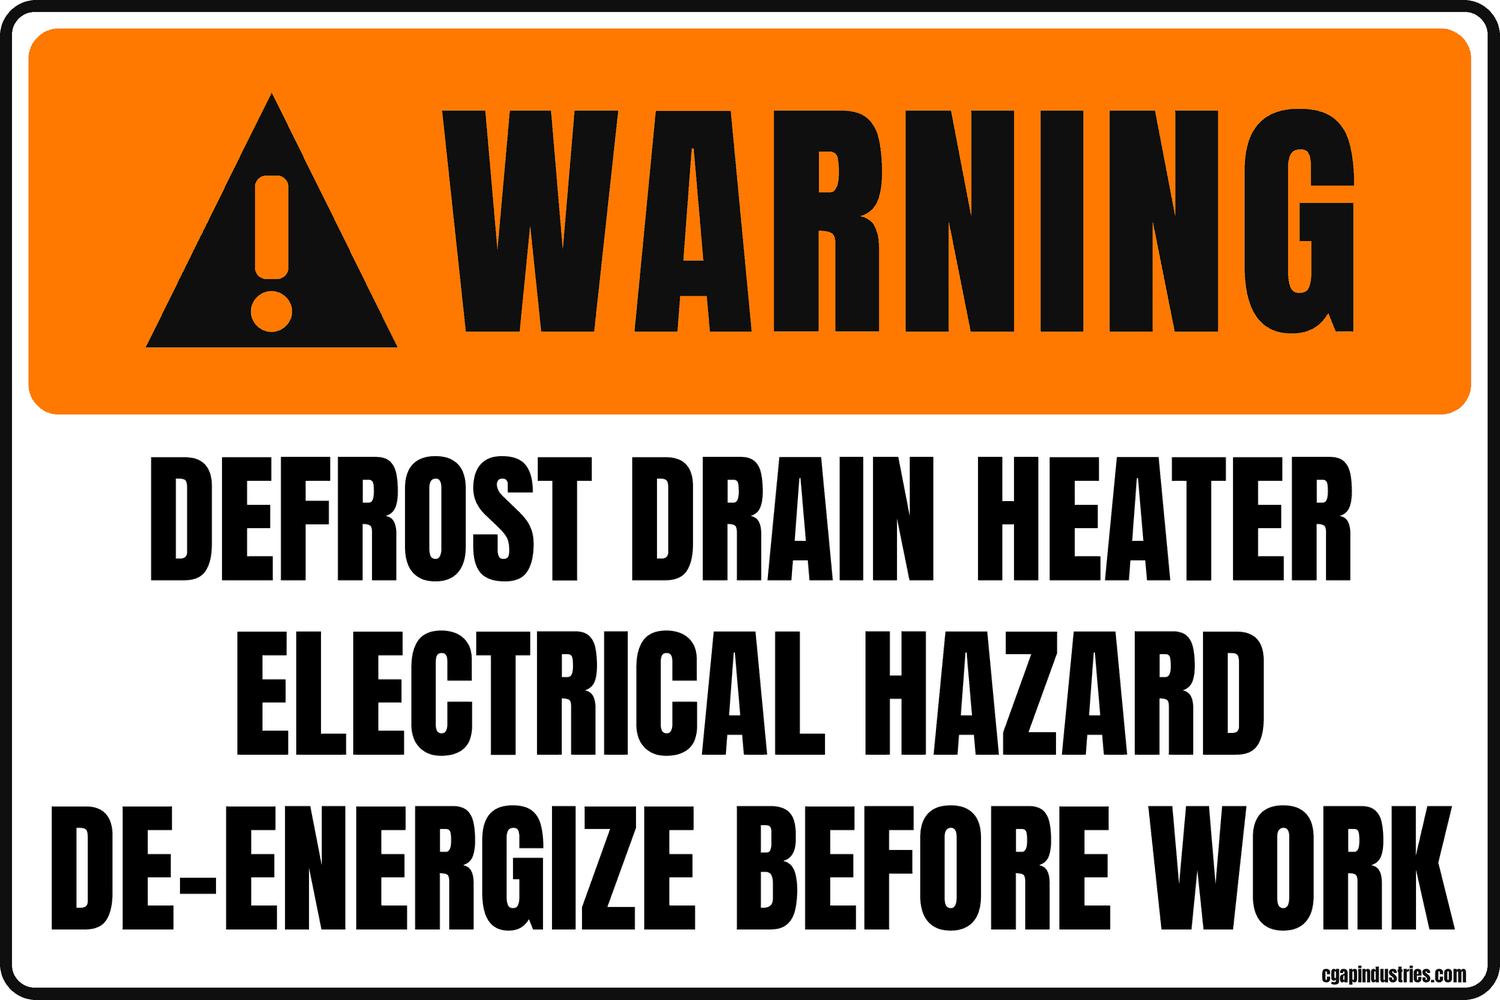 WARNING
DEFROST DRAIN HEATER
ELECTRICAL HAZARD
DE-ENERGIZE BEFORE WORK
cgapindustries.com